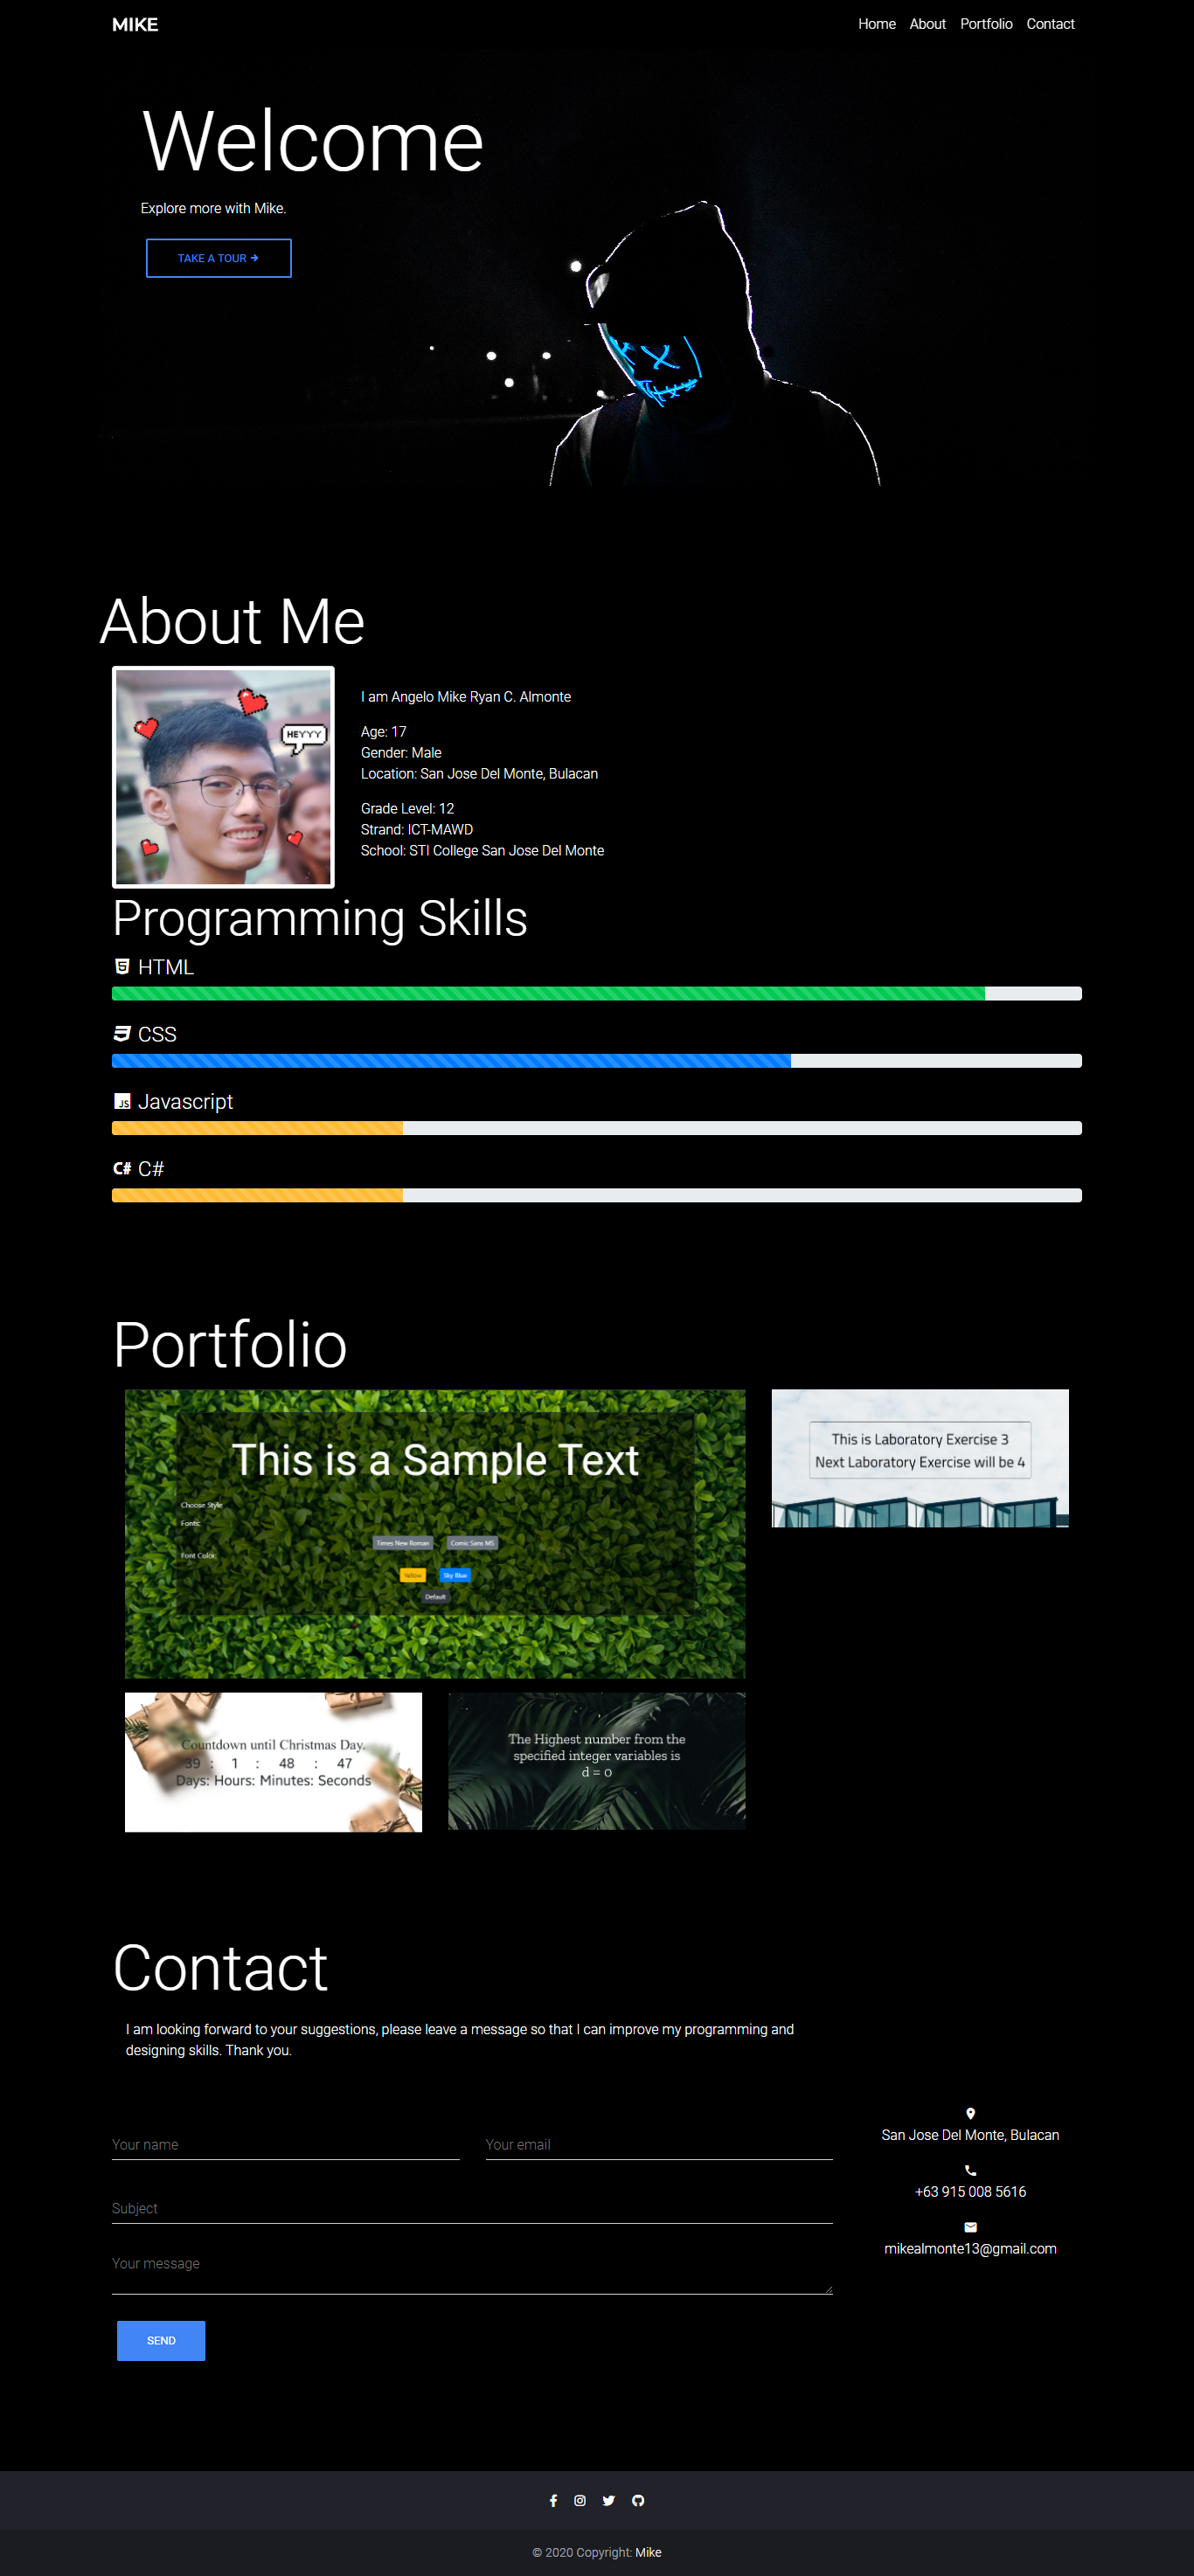 MIKE
Home About Portfolio Contact
Welcome
Explore more with Mike.
TAKE A TOUR
About Me
HEYYY
I am Angelo Mike Ryan C. Almonte
Age: 17
Gender: Male
Location: San Jose Del Monte, Bulacan
Grade Level: 12
Strand: ICT-MAWD
School: STI College San Jose Del Monte
Programming Skills
HTML
CSS
JS Javascript
C# C#
Portfolio
This is a Sample Text
Choose Style
Fonts:
Times New Roman Comic Sans MS
Font Color:
Yellow Sky Blue
Default
This is Laboratory Exercise 3
Next Laboratory Exercise will be 4
Countdown until Christmas Day.
39 : 1 : 48 : 47
Days: Hours: Minutes: Seconds
The Highest number from the
specified integer variables is
d = 0
Contact
I am looking forward to your suggestions, please leave a message so that I can improve my programming and
designing skills. Thank you.
Your name
Your email
Subject
Your message
SEND
San Jose Del Monte, Bulacan
+63 915 008 5616
mikealmonte13@gmail.com
© 2020 Copyright: Mike